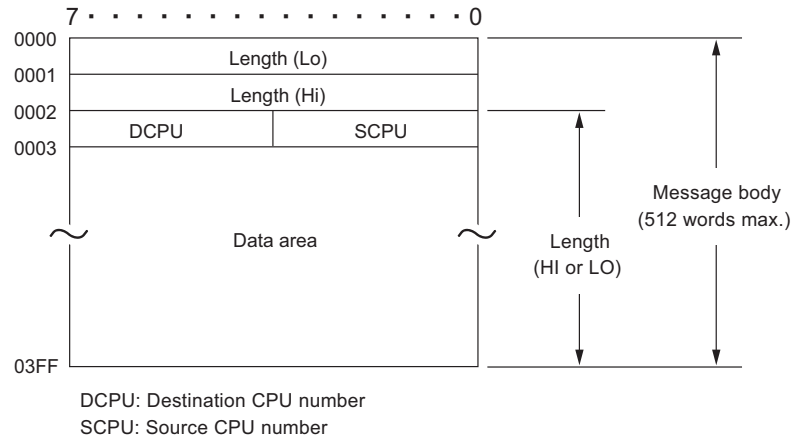 7 · · · · · · · · · · · · · · · · 0
0000
Length (Lo)
0001
Length (Hi)
0002
DCPU SCPU
0003
Message body
(512 words max.)
Data area
Length
(HI or LO)
03FF
DCPU: Destination CPU number
SCPU: Source CPU number